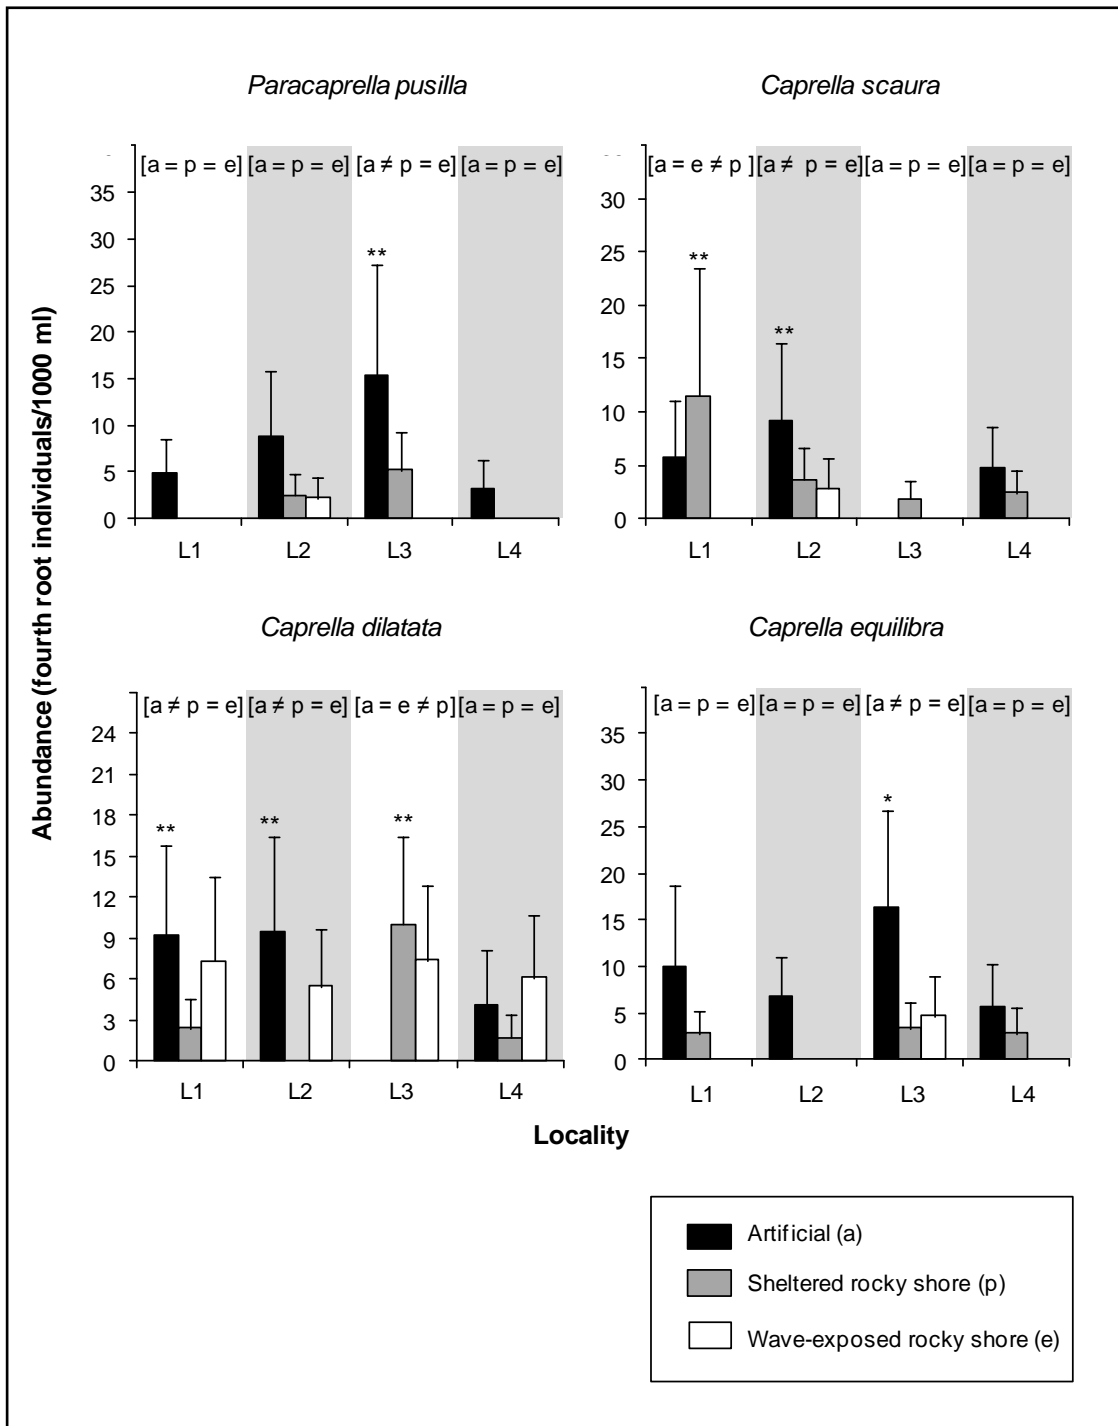 Paracaprella pusilla
Caprella scaura
[a = p = e] [a = p = e] [a ≠ p = e] [a = p = e]
[a = e ≠ p ] [a ≠ p = e] [a = p = e] [a = p = e]
35
30
25
20
15
10
5
0
**
L1 L2 L3 L4
30
25
20
15
10
5
0
**
**
L1 L2 L3 L4
Caprella dilatata
Caprella equilibra
[a ≠ p = e] [a ≠ p = e] [a = e ≠ p] [a = p = e]
[a = p = e] [a = p = e] [a ≠ p = e] [a = p = e]
24
21
18
15
12
9
6
3
0
**
**
**
L1 L2 L3 L4
35
30
25
20
15
10
5
0
*
L1 L2 L3 L4
Abundance (fourth root individuals/1000 ml)
Locality
Artificial (a)
Sheltered rocky shore (p)
Wave-exposed rocky shore (e)